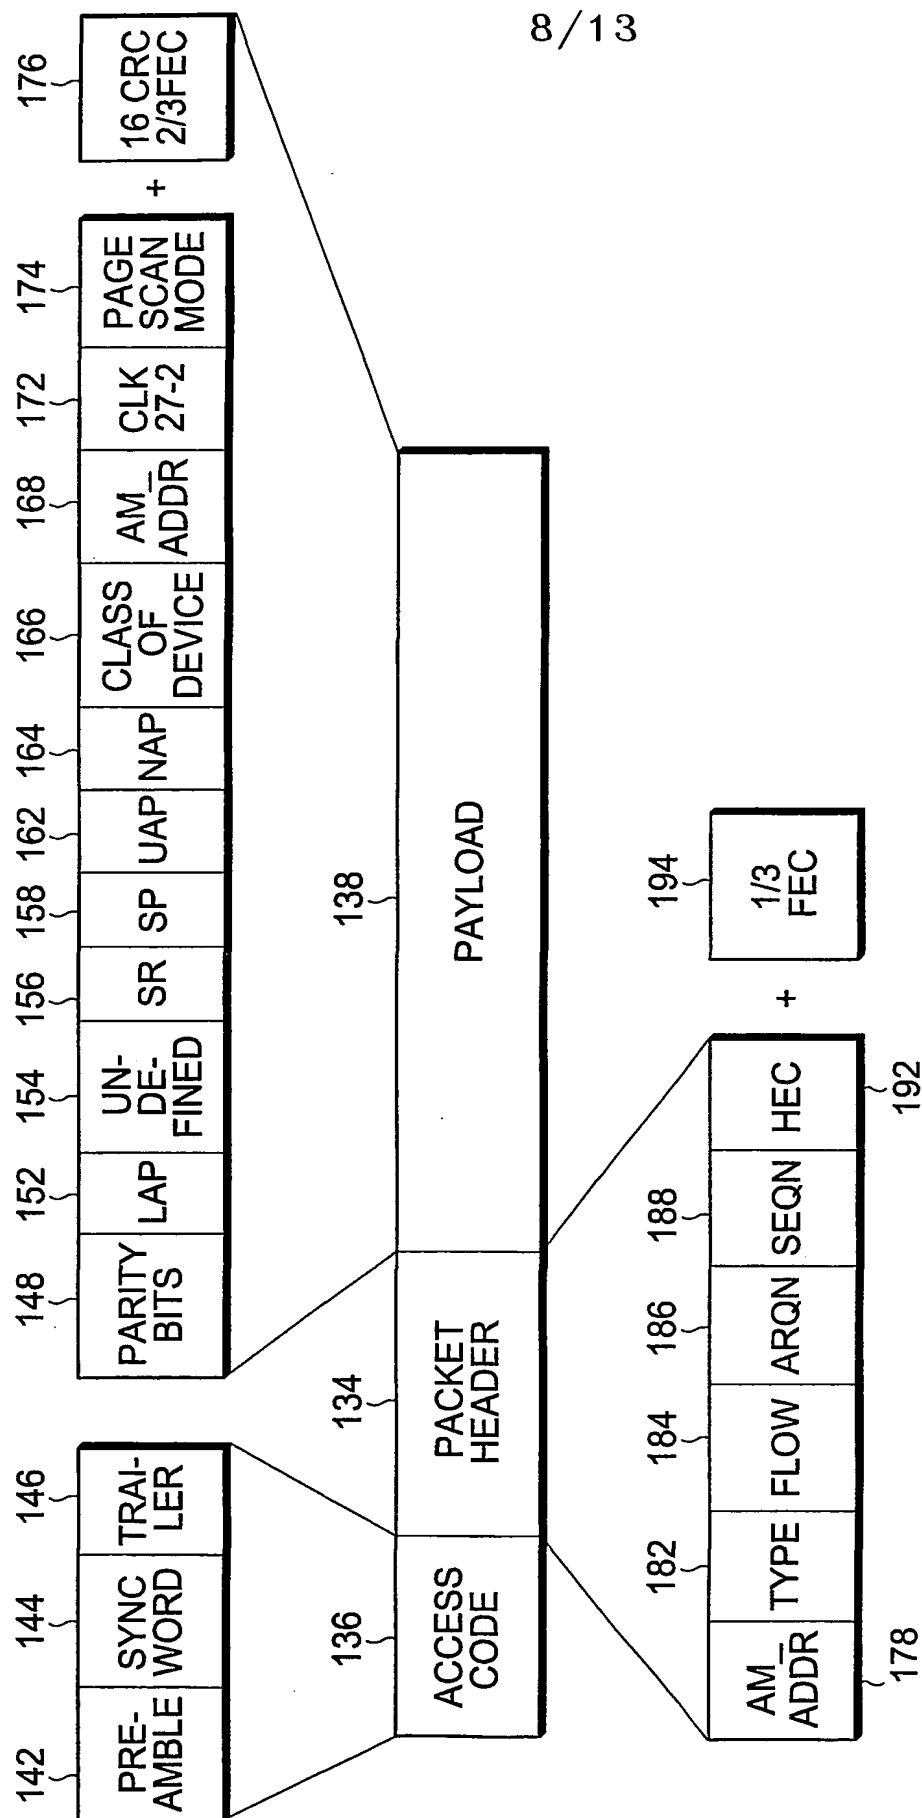 8/13
142
144
146
148
152
154
156
158
162
164
166
168
172
174
176
PRE-
AMBLE
SYNC
WORD
TRAI-
LER
PARITY
BITS
LAP
UN-
DE-
FINED
SR
SP
UAP
NAP
CLASS
OF
DEVICE
AM_
ADDR
CLK
27-2
PAGE
SCAN
MODE
+
16 CRC
2/3FEC
136
134
138
ACCESS
CODE
PACKET
HEADER
PAYLOAD
182
184
186
188
194
AM_
ADDR
TYPE
FLOW
ARQN
SEQN
HEC
+
1/3
FEC
178
192